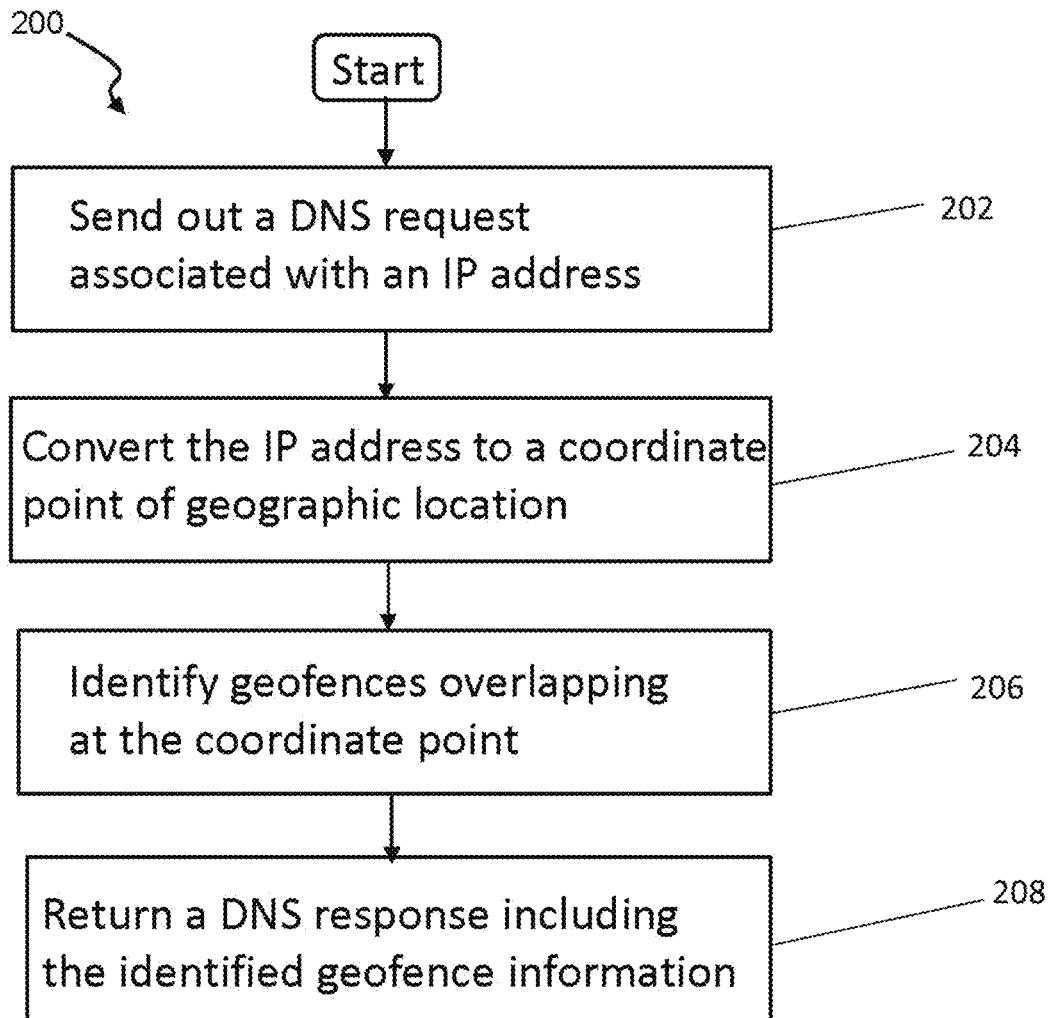 200
Start
Send out a DNS request
associated with an IP address
202
Convert the IP address to a coordinate
point of geographic location
204
Identify geofences overlapping
at the coordinate point
206
Return a DNS response including
the identified geofence information
208